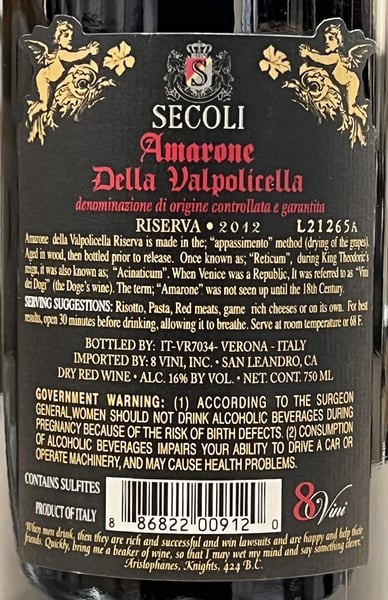 S
SECOLI
Amarone
Della Valpolicella
denominazione di origine controllata e garantita
RISERVA • 2012 L21265A
Amarone della Valpolicella Riserva is made in the; "appassimento" method (drying of the grapes).
Aged in wood, then bottled prior to release. Once known as; "Reticum", during King Theodoric's
reign, it was also known as; "Acinaticum". When Venice was a Republic, It was referred to as "Vini
dei Dogi" (the Doge's wine). The term; "Amarone" was not seen up until the 18th Century.
SERVING SUGGESTIONS: Risotto, Pasta, Red meats, game rich cheeses or on its own. For best
results, open 30 minutes before drinking, allowing it to breathe. Serve at room temperature or 68 F.
BOTTLED BY: IT-VR7034- VERONA - ITALY
IMPORTED BY: 8 VINI, INC. • SAN LEANDRO, CA
DRY RED WINE • ALC. 16% BY VOL. • NET. CONT. 750 ML
GOVERNMENT WARNING: (1) ACCORDING TO THE SURGEON
GENERAL,WOMEN SHOULD NOT DRINK ALCOHOLIC BEVERAGES DURING
PREGNANCY BECAUSE OF THE RISK OF BIRTH DEFECTS. (2) CONSUMPTION
OF ALCOHOLIC BEVERAGES IMPAIRS YOUR ABILITY TO DRIVE A CAR OR
OPERATE MACHINERY, AND MAY CAUSE HEALTH PROBLEMS.
CONTAINS SULFITES
PRODUCT OF ITALY
8 86822 00912 0
8 Vini
When men drink, then they are rich and successful and win lawsuits and are happy and help their
friends. Quickly, bring me a beaker of wine, so that I may wet my mind and say something clever.
Aristophanes, Knights, 424 B.C.